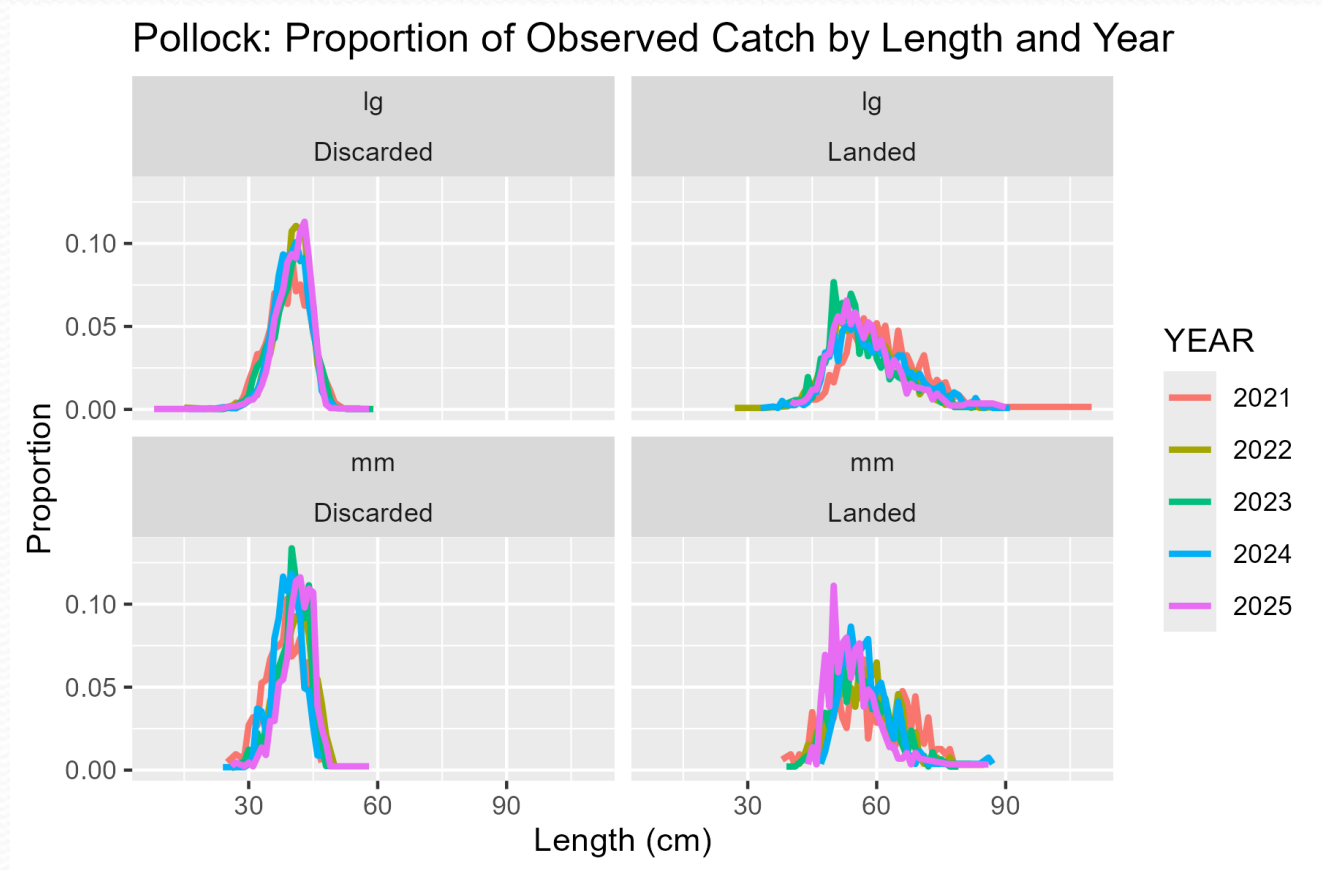 Pollock: Proportion of Observed Catch by Length and Year
lg
Discarded
lg
Landed
0.10
0.05
0.00
mm
Discarded
mm
Landed
0.10
0.05
0.00
30
60
90
30
60
90
Length (cm)
Proportion
YEAR
2021
2022
2023
2024
2025